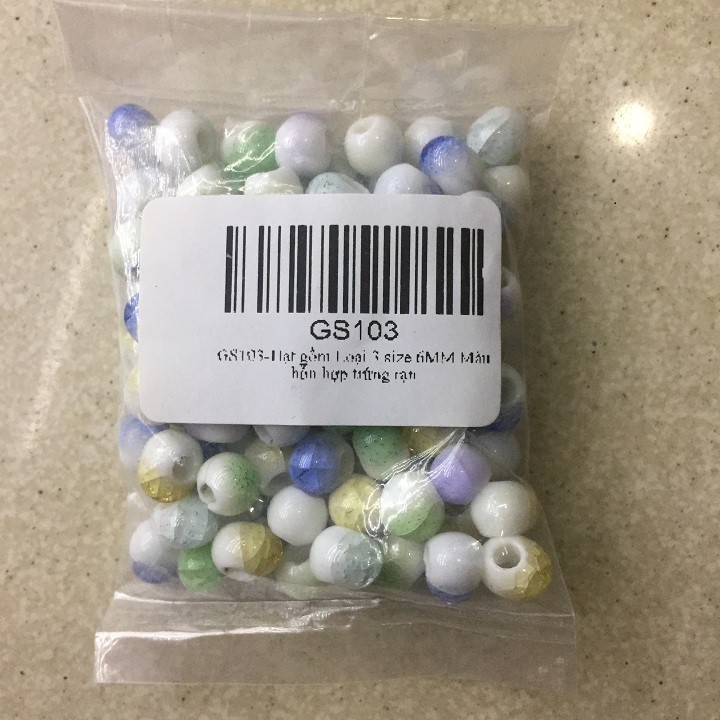 GS103
GS103-Hạt gốm Loại 3 size 6MM Màu
hỗn hợp trứng rạn